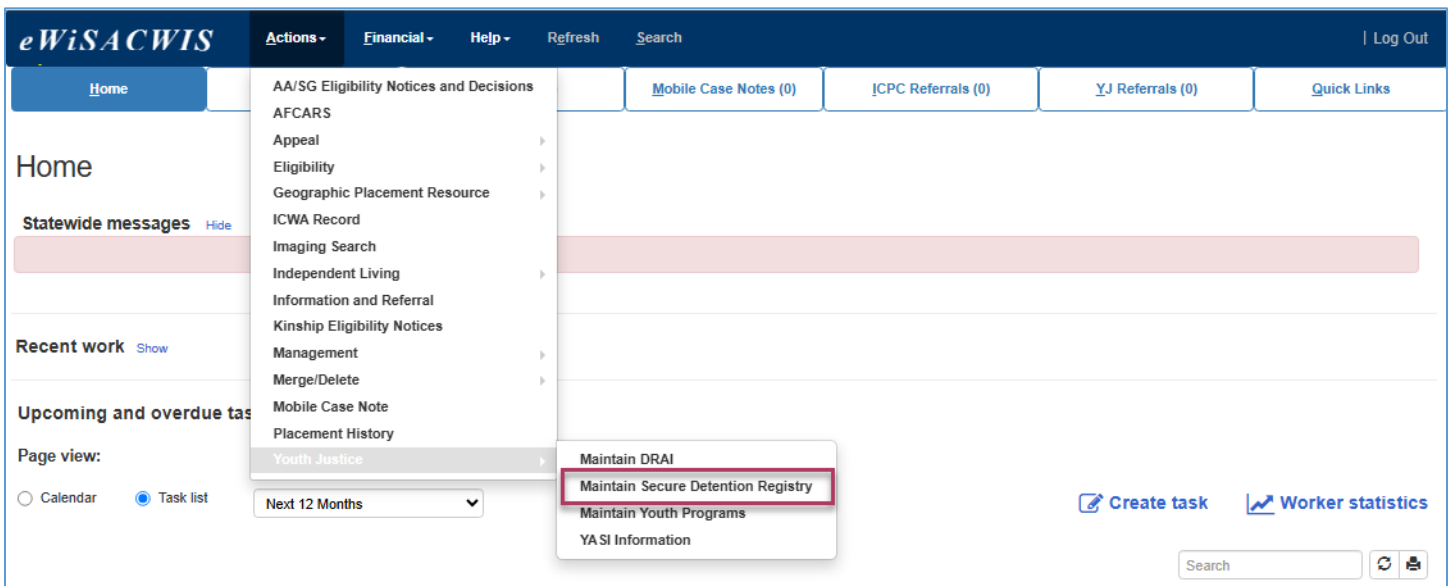 eWiSACWIS Actions Financial Help Refresh Search | Log Out
Home Mobile Case Notes (0) ICPC Referrals (0) YJ Referrals (0) Quick Links
AA/SG Eligibility Notices and Decisions
AFCARS
Appeal
Eligibility
Geographic Placement Resource
ICWA Record
Imaging Search
Independent Living
Information and Referral
Kinship Eligibility Notices
Management
Merge/Delete
Mobile Case Note
Placement History
Youth Justice
Maintain DRAI
Maintain Secure Detention Registry
Maintain Youth Programs
YASI Information
Home
Statewide messages Hide
Recent work Show
Upcoming and overdue tas
Page view:
Calendar Task list Next 12 Months Create task Worker statistics
Search